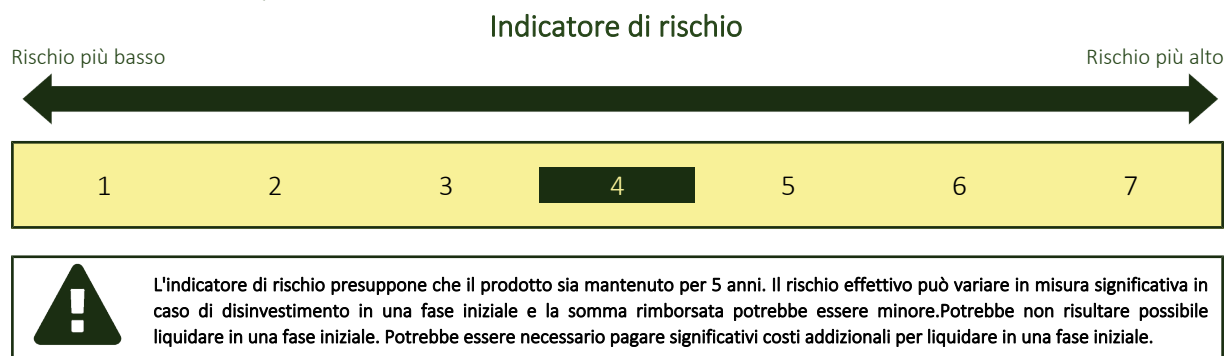 Indicatore di rischio
Rischio più basso
Rischio più alto
1 2 3 4 5 6 7
L'indicatore di rischio presuppone che il prodotto sia mantenuto per 5 anni. Il rischio effettivo può variare in misura significativa in
caso di disinvestimento in una fase iniziale e la somma rimborsata potrebbe essere minore.Potrebbe non risultare possibile
liquidare in una fase iniziale. Potrebbe essere necessario pagare significativi costi addizionali per liquidare in una fase iniziale.